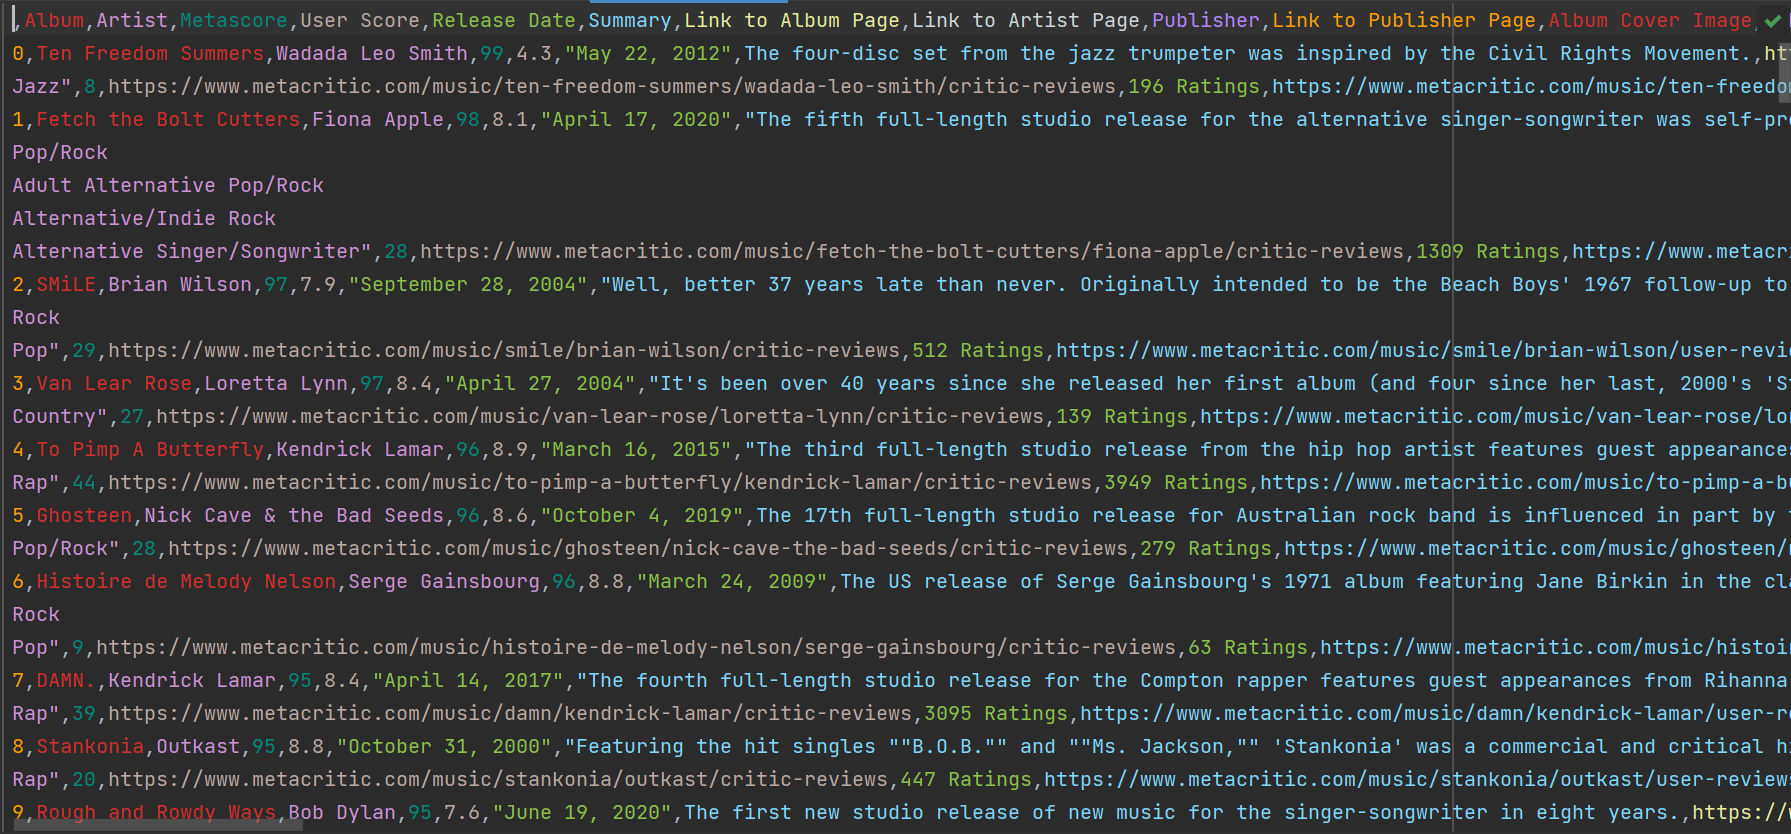 ,Album,Artist,Metascore,User Score,Release Date,Summary,Link to Album Page,Link to Artist Page,Publisher,Link to Publisher Page,Album Cover Image,
0,Ten Freedom Summers,Wadada Leo Smith,99,4.3,"May 22, 2012",The four-disc set from the jazz trumpeter was inspired by the Civil Rights Movement.,ht
Jazz",8,https://www.metacritic.com/music/ten-freedom-summers/wadada-leo-smith/critic-reviews,196 Ratings,https://www.metacritic.com/music/ten-freedo
1,Fetch the Bolt Cutters,Fiona Apple,98,8.1,"April 17, 2020","The fifth full-length studio release for the alternative singer-songwriter was self-pr
Pop/Rock
Adult Alternative Pop/Rock
Alternative/Indie Rock
Alternative Singer/Songwriter",28,https://www.metacritic.com/music/fetch-the-bolt-cutters/fiona-apple/critic-reviews,1309 Ratings,https://www.metacr
2,SMiLE,Brian Wilson,97,7.9,"September 28, 2004","Well, better 37 years late than never. Originally intended to be the Beach Boys' 1967 follow-up to
Rock
Pop",29,https://www.metacritic.com/music/smile/brian-wilson/critic-reviews,512 Ratings,https://www.metacritic.com/music/smile/brian-wilson/user-revi
3,Van Lear Rose,Loretta Lynn,97,8.4,"April 27, 2004","It's been over 40 years since she released her first album (and four since her last, 2000's 'S
Country",27,https://www.metacritic.com/music/van-lear-rose/loretta-lynn/critic-reviews,139 Ratings,https://www.metacritic.com/music/van-lear-rose/lor
4,To Pimp A Butterfly,Kendrick Lamar,96,8.9,"March 16, 2015","The third full-length studio release from the hip hop artist features guest appearances
Rap",44,https://www.metacritic.com/music/to-pimp-a-butterfly/kendrick-lamar/critic-reviews,3949 Ratings,https://www.metacritic.com/music/to-pimp-a-bu
5,Ghosteen,Nick Cave & the Bad Seeds,96,8.6,"October 4, 2019",The 17th full-length studio release for Australian rock band is influenced in part by
Pop/Rock",28,https://www.metacritic.com/music/ghosteen/nick-cave-the-bad-seeds/critic-reviews,279 Ratings,https://www.metacritic.com/music/ghosteen/
6,Histoire de Melody Nelson,Serge Gainsbourg,96,8.8,"March 24, 2009",The US release of Serge Gainsbourg's 1971 album featuring Jane Birkin in the cla
Rock
Pop",9,https://www.metacritic.com/music/histoire-de-melody-nelson/serge-gainsbourg/critic-reviews,63 Ratings,https://www.metacritic.com/music/histoi
7,DAMN.,Kendrick Lamar,95,8.4,"April 14, 2017","The fourth full-length studio release for the Compton rapper features guest appearances from Rihanna
Rap",39,https://www.metacritic.com/music/damn/kendrick-lamar/critic-reviews,3095 Ratings,https://www.metacritic.com/music/damn/kendrick-lamar/user-r
8,Stankonia,Outkast,95,8.8,"October 31, 2000","Featuring the hit singles ""B.O.B."" and ""Ms. Jackson,"" 'Stankonia' was a commercial and critical hi
Rap",20,https://www.metacritic.com/music/stankonia/outkast/critic-reviews,447 Ratings,https://www.metacritic.com/music/stankonia/outkast/user-reviews
9,Rough and Rowdy Ways,Bob Dylan,95,7.6,"June 19, 2020",The first new studio release of new music for the singer-songwriter in eight years.,https://w